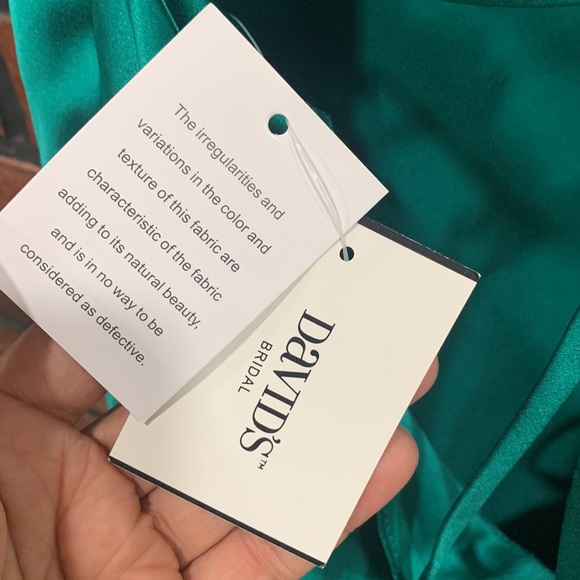 The irregularities and
variations in the color and
texture of this fabric are
characteristic of the fabric
adding to its natural beauty,
and is in no way to be
considered as defective.
DaVID'S™
BRIDAL